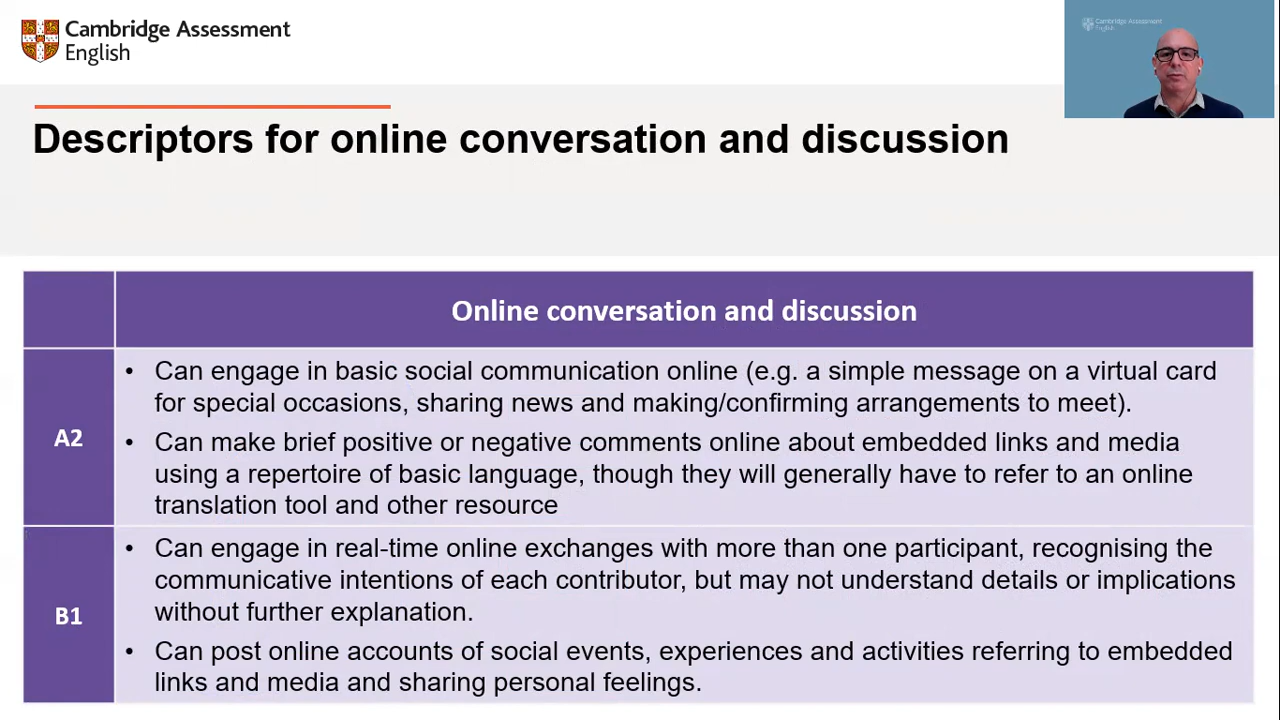 Cambridge Assessment
English
Cambridge Assessment
English
Descriptors for online conversation and discussion
Online conversation and discussion
A2
• Can engage in basic social communication online (e.g. a simple message on a virtual card
for special occasions, sharing news and making/confirming arrangements to meet).
• Can make brief positive or negative comments online about embedded links and media
using a repertoire of basic language, though they will generally have to refer to an online
translation tool and other resource
B1
• Can engage in real-time online exchanges with more than one participant, recognising the
communicative intentions of each contributor, but may not understand details or implications
without further explanation.
• Can post online accounts of social events, experiences and activities referring to embedded
links and media and sharing personal feelings.